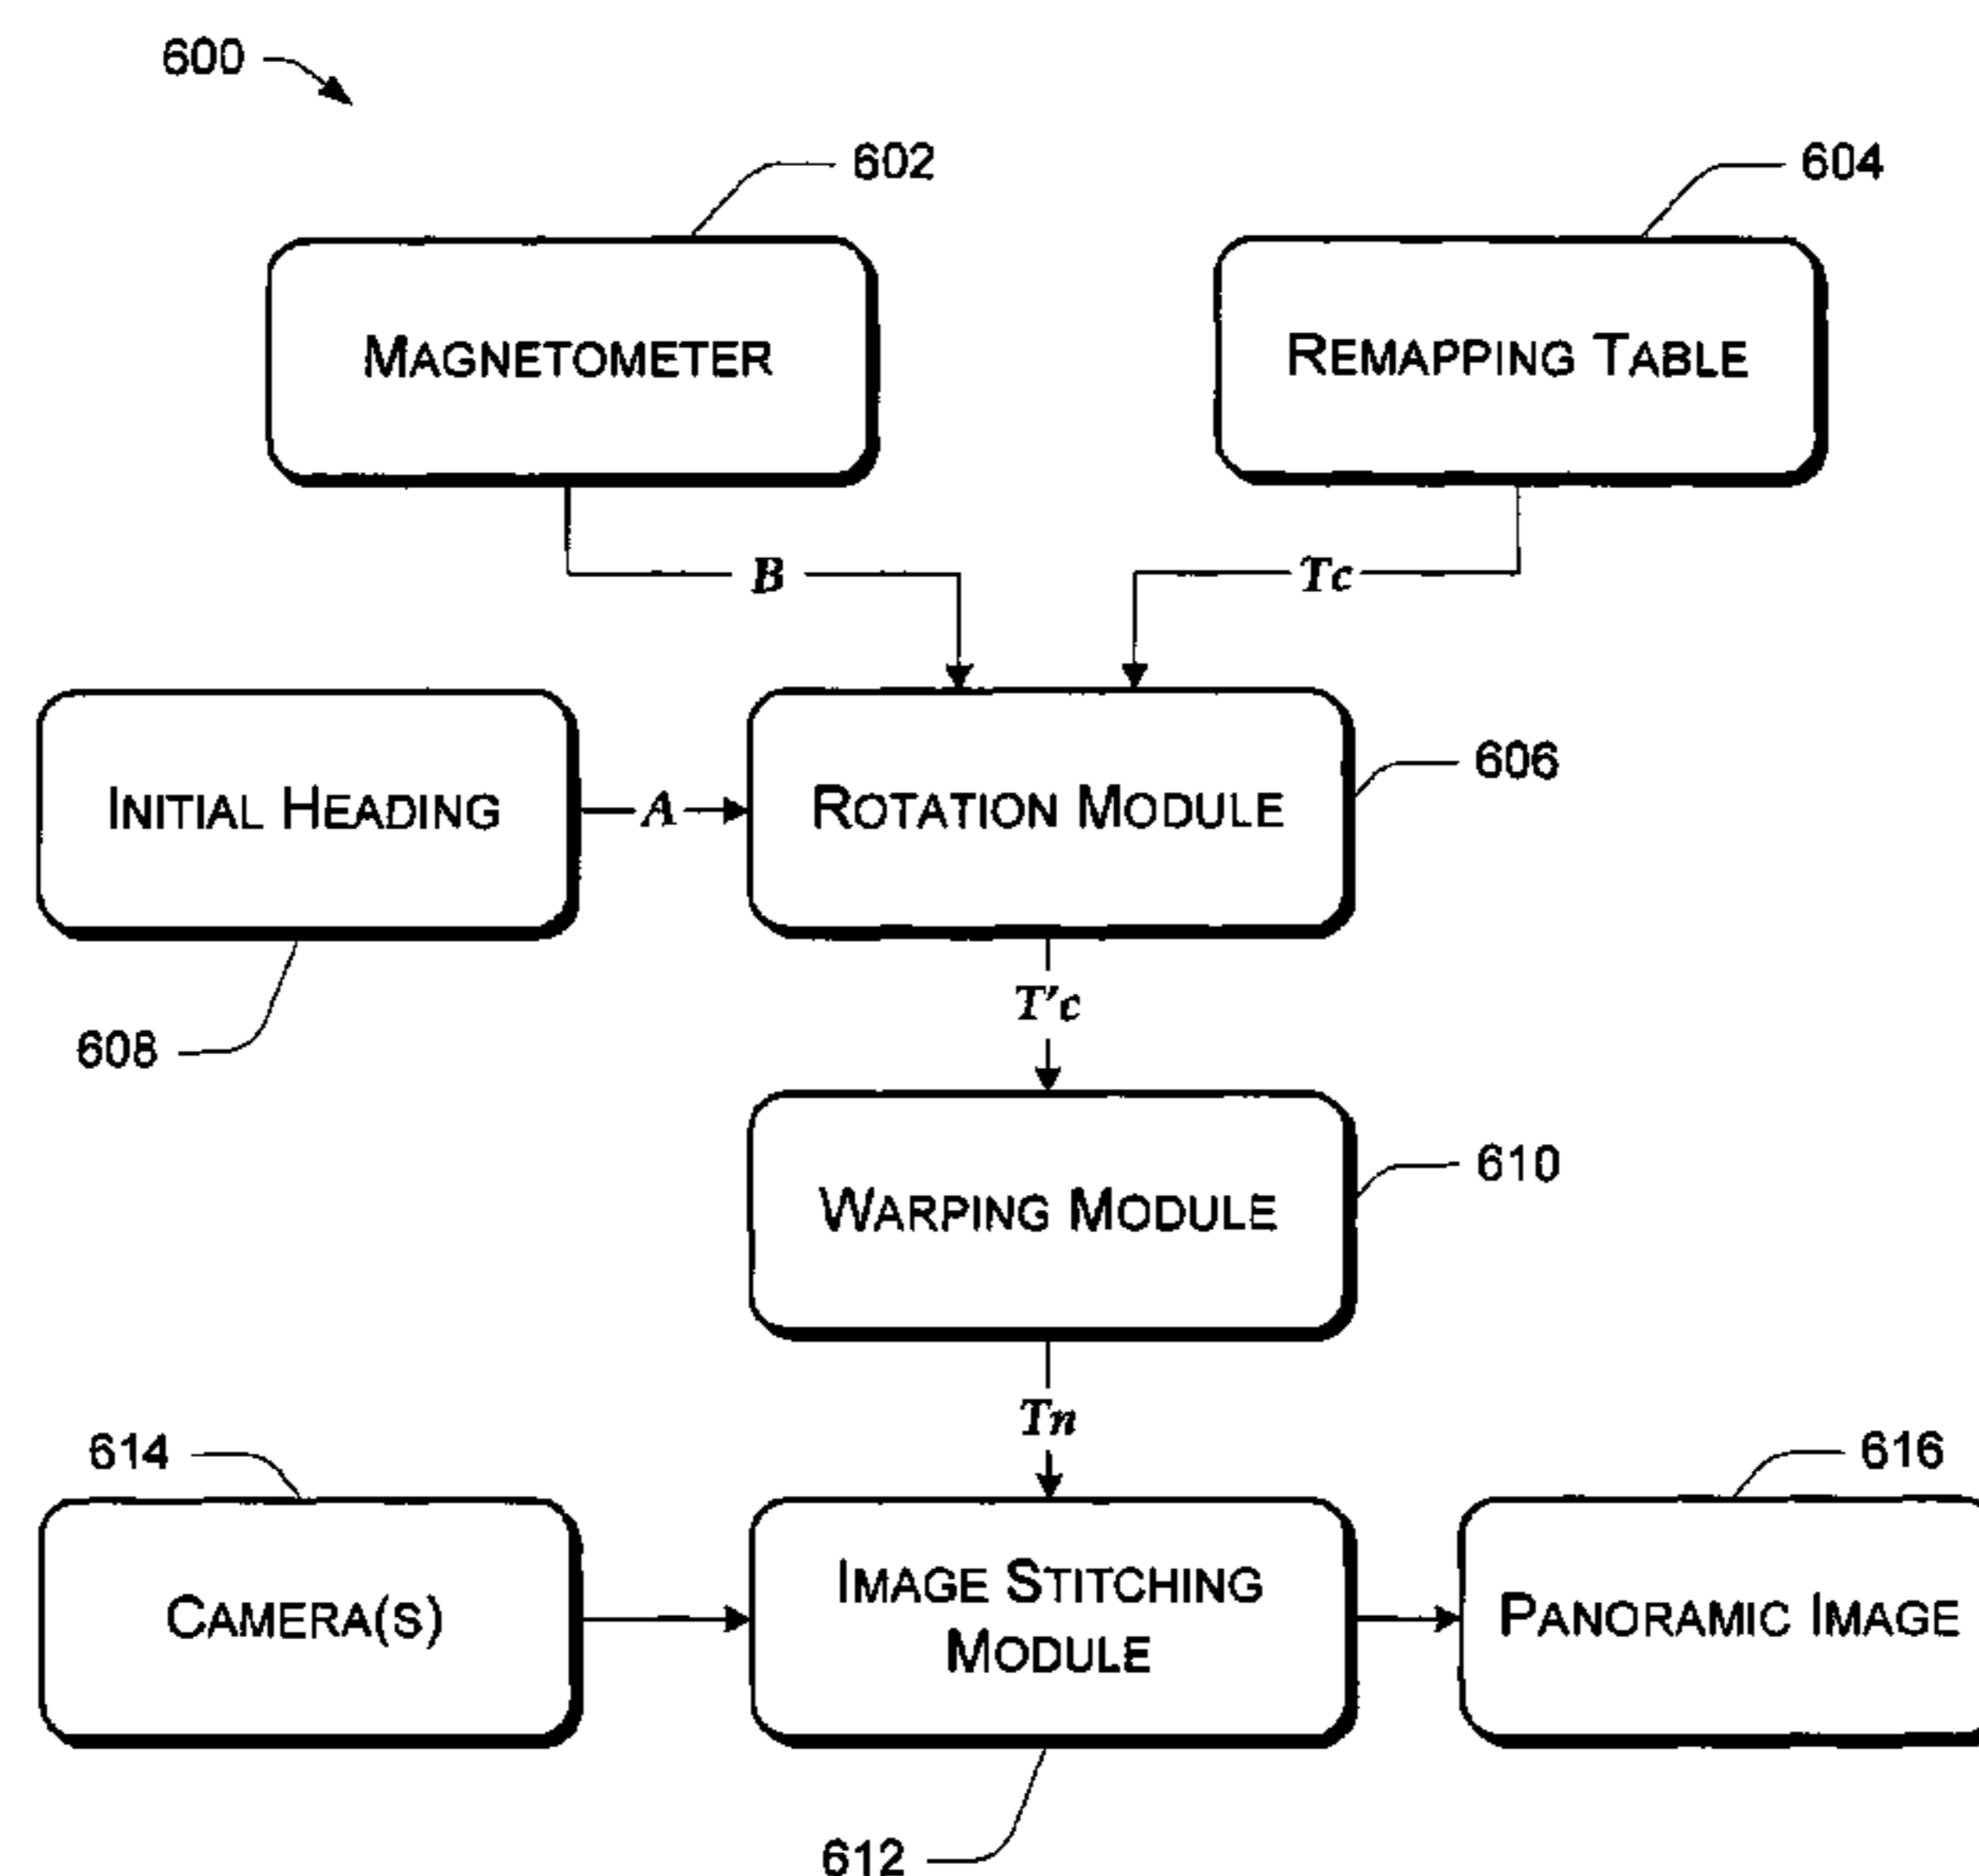 600
602
604
MAGNETOMETER
REMAPPING TABLE
B
Tc
INITIAL HEADING
A
ROTATION MODULE
606
608
T'c
WARPING MODULE
610
Tn
614
616
CAMERA(S)
IMAGE STITCHING
MODULE
PANORAMIC IMAGE
612